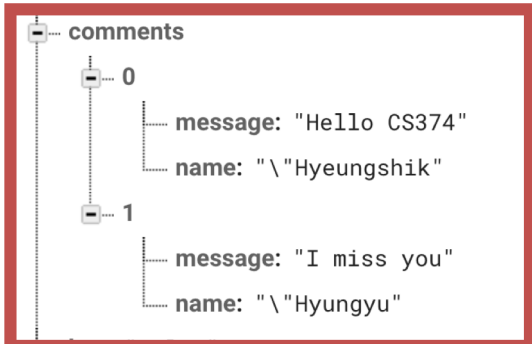 comments
0
message: "Hello CS374"
name: "\"Hyeungshik"
1
message: "I miss you"
name: "\"Hyungyu"